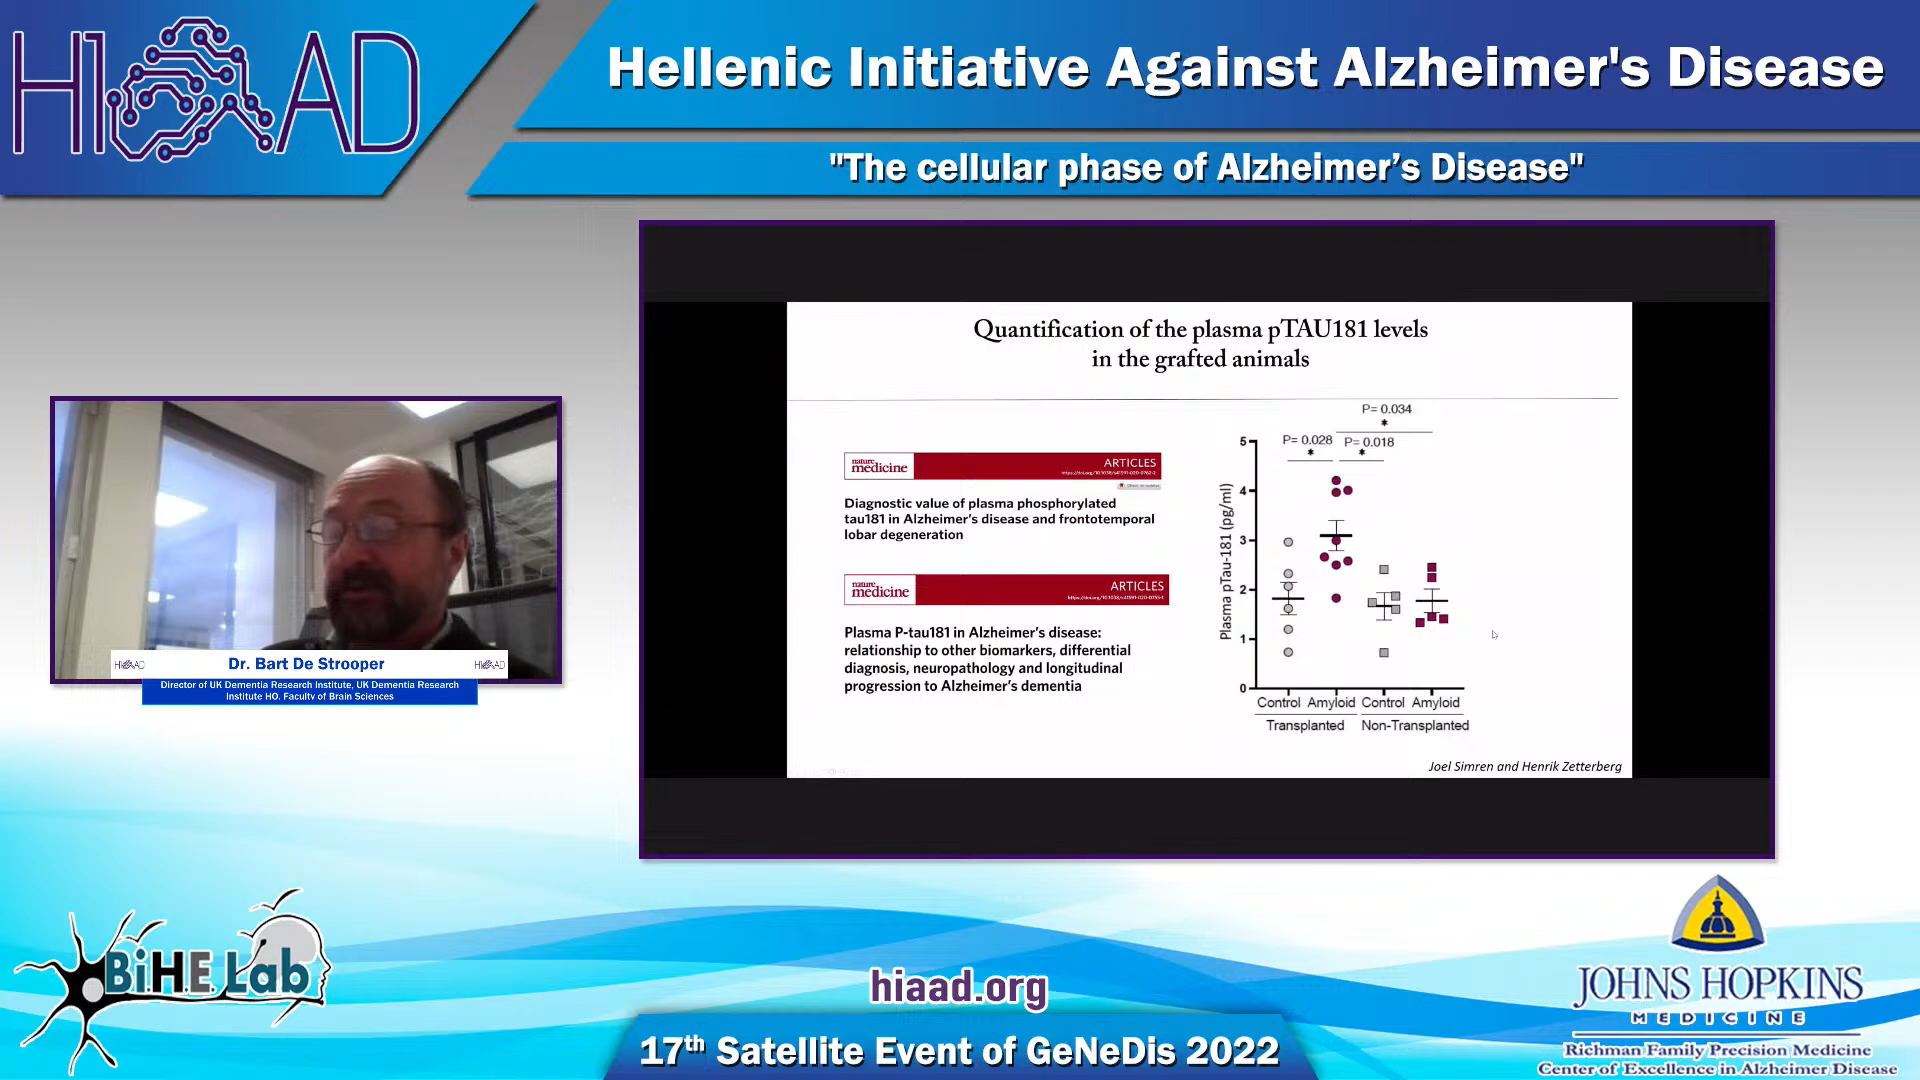 HIAAD
Hellenic Initiative Against Alzheimer's Disease
"The cellular phase of Alzheimer’s Disease"
Quantification of the plasma pTAU181 levels
in the grafted animals
nature
medicine
ARTICLES
Diagnostic value of plasma phosphorylated
tau181 in Alzheimer’s disease and frontotemporal
lobar degeneration
nature
medicine
ARTICLES
Plasma P-tau181 in Alzheimer’s disease:
relationship to other biomarkers, differential
diagnosis, neuropathology and longitudinal
progression to Alzheimer’s dementia
P= 0.034
*
P= 0.028 P= 0.018
* *
Plasma pTau-181 (pg/ml)
5
4
3
2
1
0
Control Amyloid Control Amyloid
Transplanted Non-Transplanted
Joel Simren and Henrik Zetterberg
HIAAD Dr. Bart De Strooper HIAAD
Director of UK Dementia Research Institute, UK Dementia Research
Institute HQ, Faculty of Brain Sciences
BiH.E. Lab
hiaad.org
17th Satellite Event of GeNeDis 2022
JOHNS HOPKINS
MEDICINE
Richman Family Precision Medicine
Center of Excellence in Alzheimer Disease